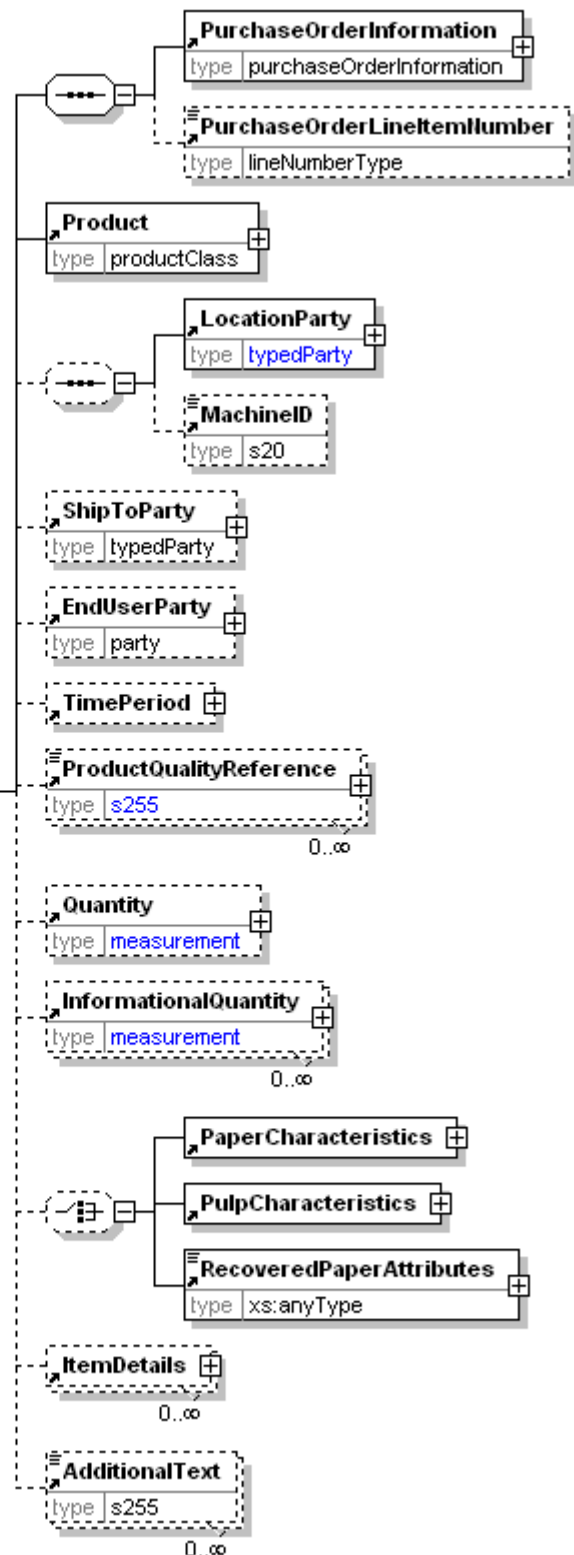 PurchaseOrderInformation
type purchaseOrderInformation
PurchaseOrderLineItemNumber
type lineNumberType
Product
type productClass
LocationParty
type typedParty
MachineID
type s20
ShipToParty
type typedParty
EndUserParty
type party
TimePeriod
ProductQualityReference
type s255
0..∞
Quantity
type measurement
InformationalQuantity
type measurement
0..∞
PaperCharacteristics
PulpCharacteristics
RecoveredPaperAttributes
type xs:anyType
ItemDetails
0..∞
AdditionalText
type s255
0..∞